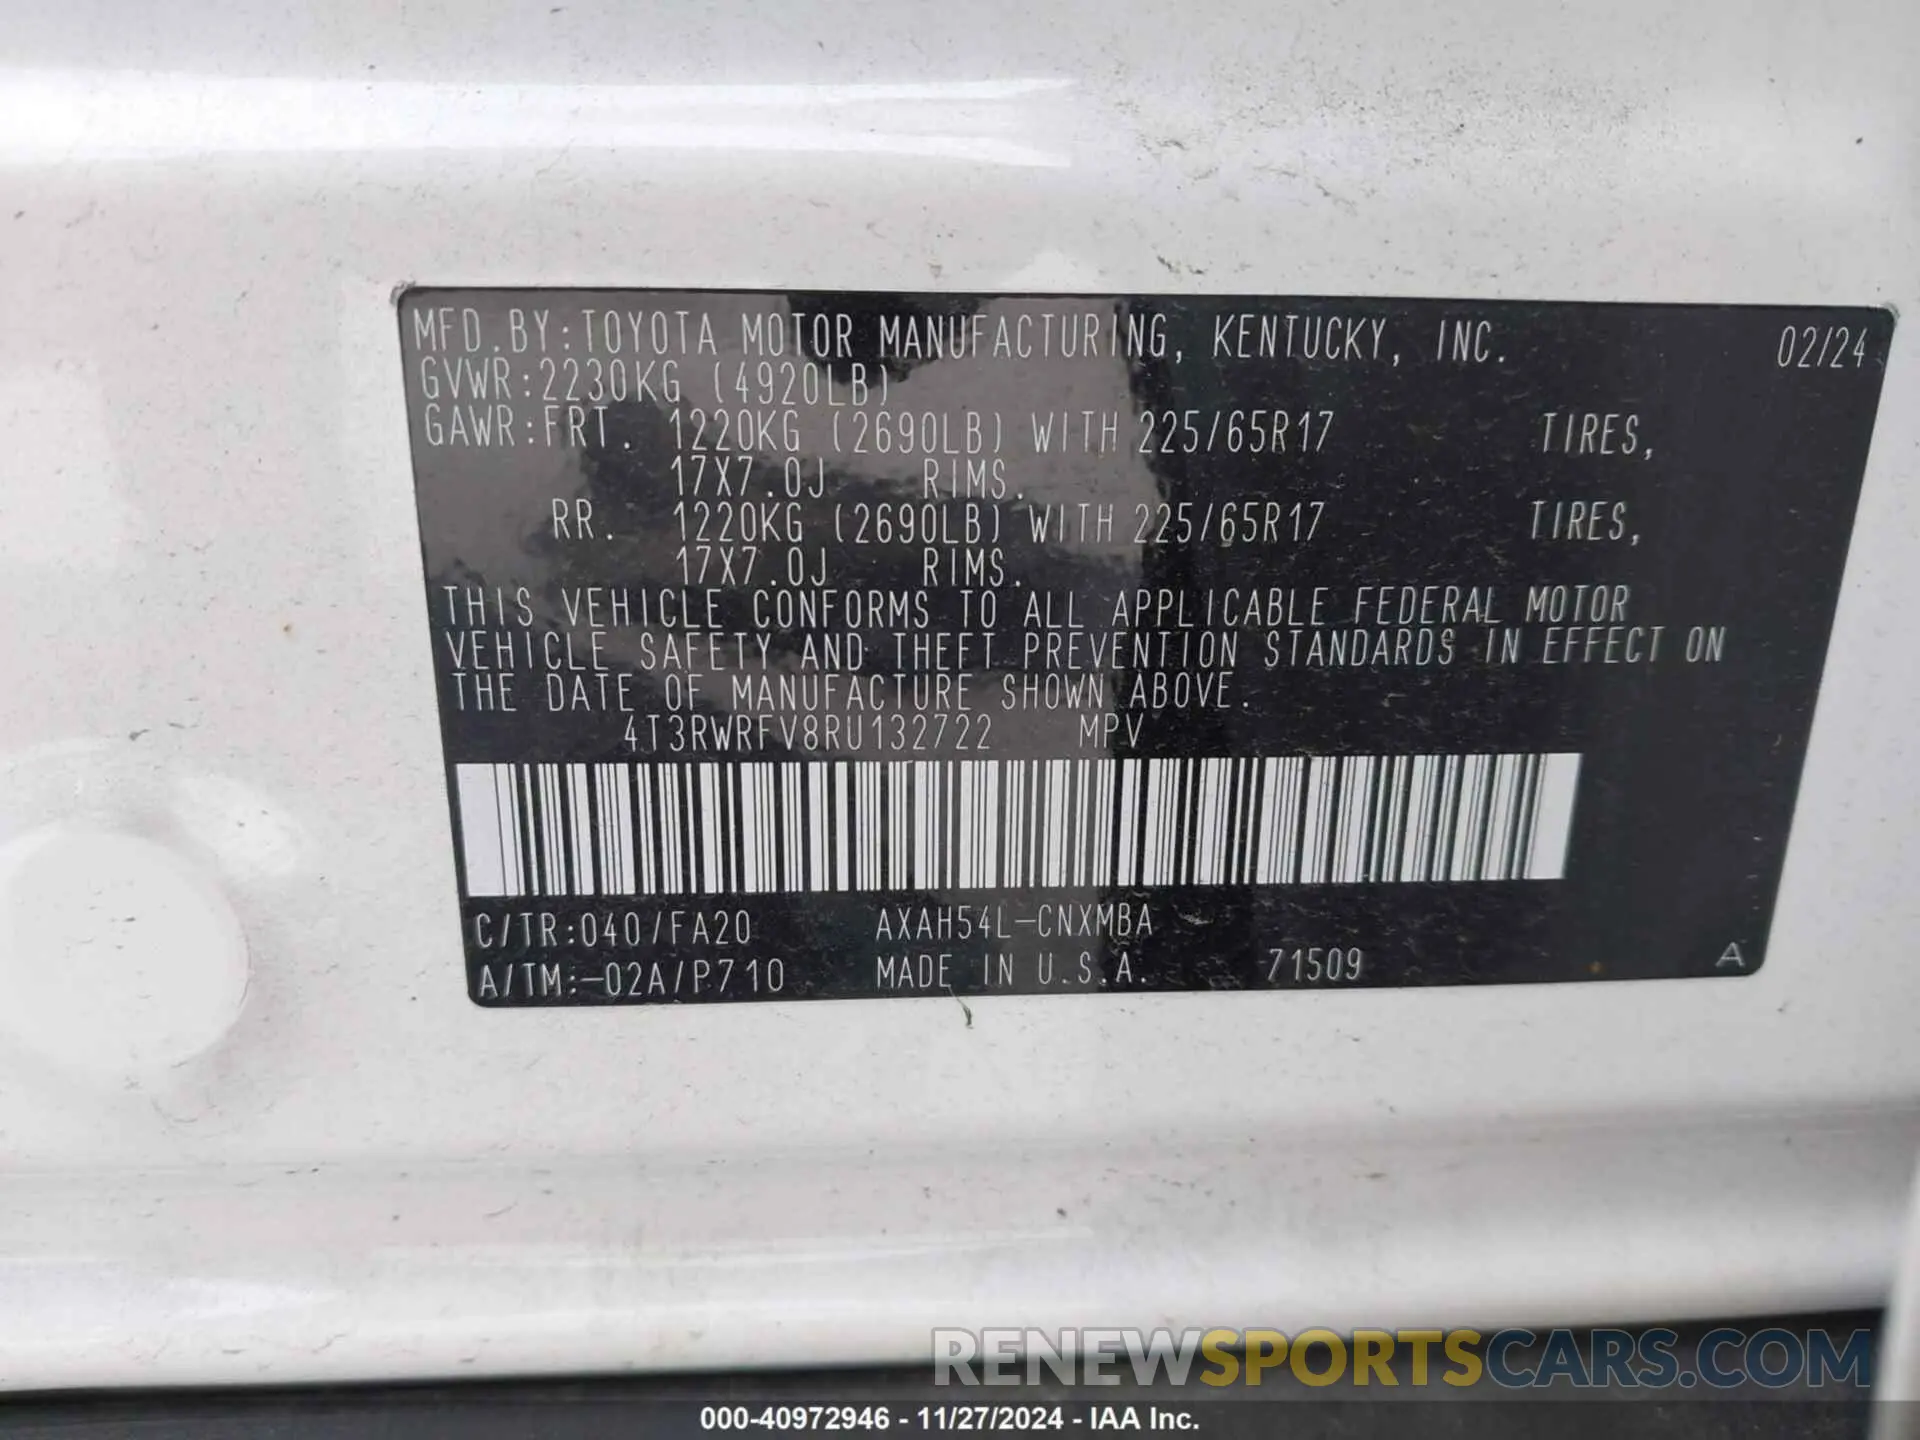 MFD.BY:TOYOTA MOTOR MANUFACTURING, KENTUCKY, INC. 02/24
GVWR:2230KG (4920LB)
GAWR:FRT. 1220KG (2690LB) WITH 225/65R17 TIRES,
17X7.0J RIMS.
RR. 1220KG (2690LB) WITH 225/65R17 TIRES,
17X7.0J RIMS.
THIS VEHICLE CONFORMS TO ALL APPLICABLE FEDERAL MOTOR
VEHICLE SAFETY AND THEFT PREVENTION STANDARDS IN EFFECT ON
THE DATE OF MANUFACTURE SHOWN ABOVE.
4T3RWRFV8RU132722 MPV
C/TR:040/FA20 AXAH54L-CNXMBA
A/TM:-02A/P710 MADE IN U.S.A. 71509 A
RENEWSPORTSCARS.COM
000-40972946 - 11/27/2024 - IAA Inc.